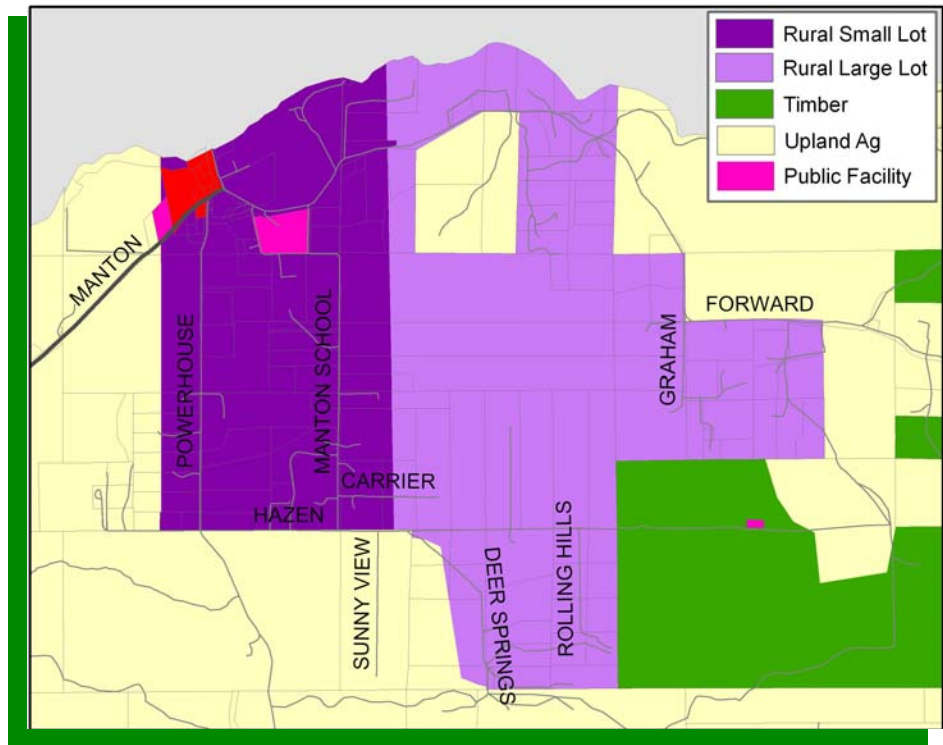 Rural Small Lot
Rural Large Lot
Timber
Upland Ag
Public Facility
MANTON
FORWARD
POWERHOUSE
MANTON SCHOOL
GRAHAM
CARRIER
HAZEN
SUNNY VIEW
DEER SPRINGS
ROLLING HILLS